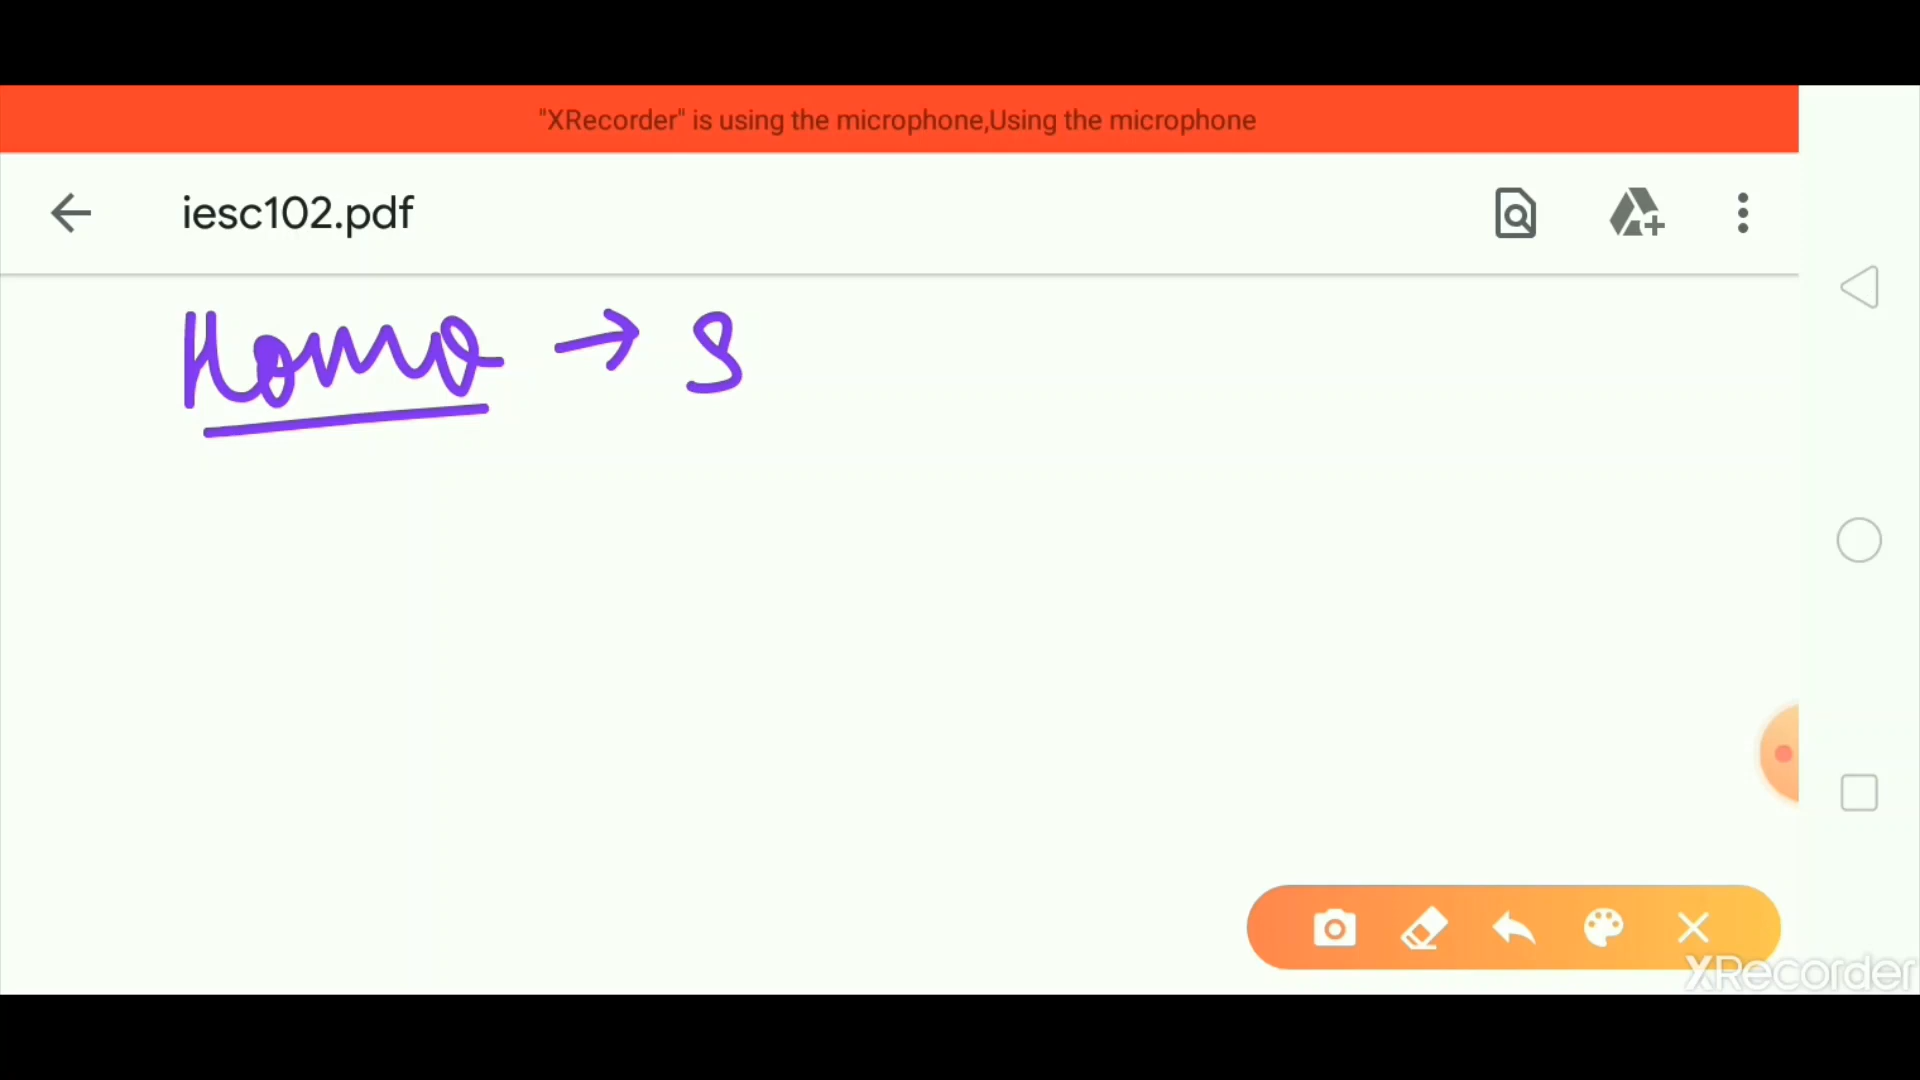 "XRecorder" is using the microphone,Using the microphone
iesc102.pdf
Homo → S
XRecorder